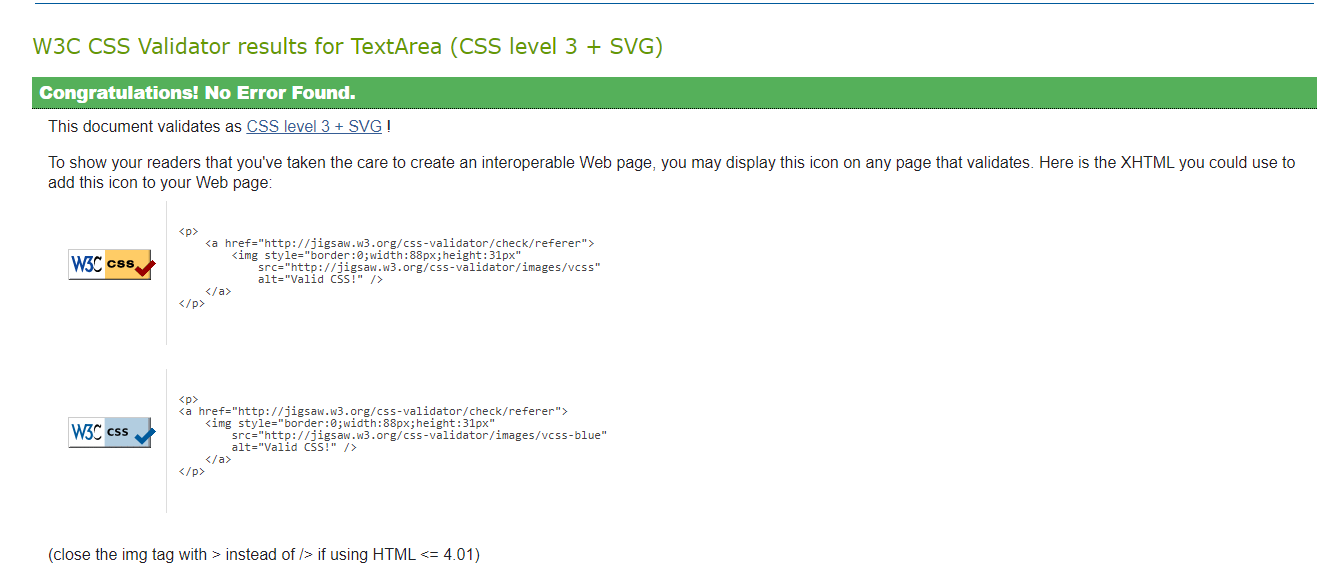 W3C CSS Validator results for TextArea (CSS level 3 + SVG)
Congratulations! No Error Found.
This document validates as CSS level 3 + SVG !
To show your readers that you've taken the care to create an interoperable Web page, you may display this icon on any page that validates. Here is the XHTML you could use to
add this icon to your Web page:
W3C css
<p>
    <a href="http://jigsaw.w3.org/css-validator/check/referer">
        <img style="border:0;width:88px;height:31px"
            src="http://jigsaw.w3.org/css-validator/images/vcss"
            alt="Valid CSS!" />
    </a>
</p>
W3C css
<p>
<a href="http://jigsaw.w3.org/css-validator/check/referer">
    <img style="border:0;width:88px;height:31px"
        src="http://jigsaw.w3.org/css-validator/images/vcss-blue"
        alt="Valid CSS!" />
    </a>
</p>
(close the img tag with > instead of /> if using HTML <= 4.01)